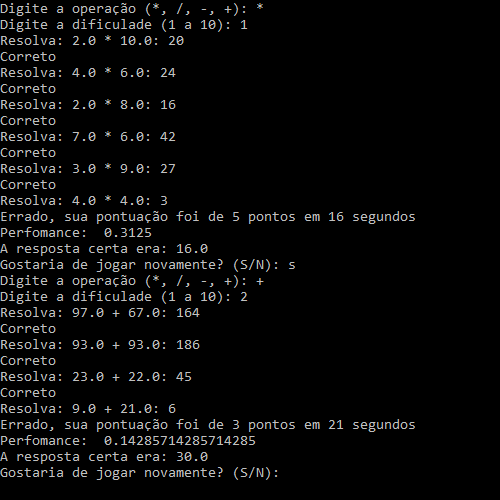 Digite a operação (*, /, -, +): *
Digite a dificulade (1 a 10): 1
Resolva: 2.0 * 10.0: 20
Correto
Resolva: 4.0 * 6.0: 24
Correto
Resolva: 2.0 * 8.0: 16
Correto
Resolva: 7.0 * 6.0: 42
Correto
Resolva: 3.0 * 9.0: 27
Correto
Resolva: 4.0 * 4.0: 3
Errado, sua pontuação foi de 5 pontos em 16 segundos
Perfomance:  0.3125
A resposta certa era: 16.0
Gostaria de jogar novamente? (S/N): s
Digite a operação (*, /, -, +): +
Digite a dificulade (1 a 10): 2
Resolva: 97.0 + 67.0: 164
Correto
Resolva: 93.0 + 93.0: 186
Correto
Resolva: 23.0 + 22.0: 45
Correto
Resolva: 9.0 + 21.0: 6
Errado, sua pontuação foi de 3 pontos em 21 segundos
Perfomance:  0.14285714285714285
A resposta certa era: 30.0
Gostaria de jogar novamente? (S/N):